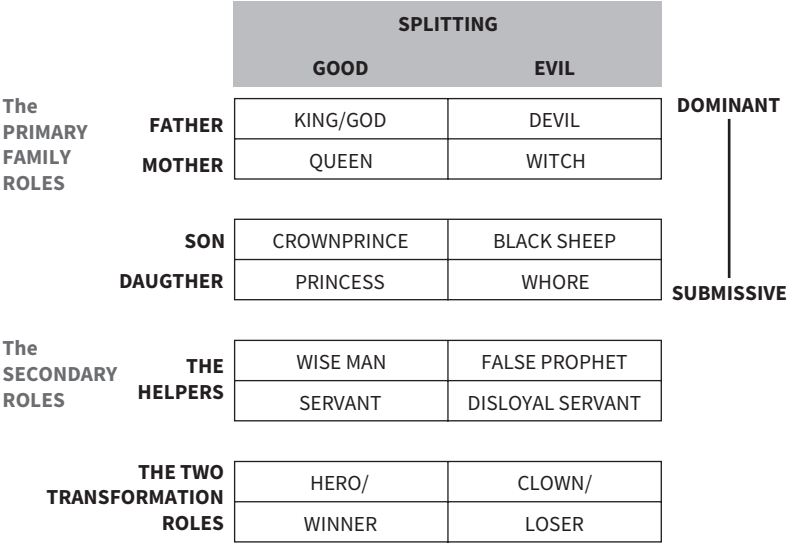 SPLITTING
GOOD EVIL
The
PRIMARY
FAMILY
ROLES
FATHER KING/GOD DEVIL
MOTHER QUEEN WITCH
DOMINANT
SON CROWNPRINCE BLACK SHEEP
DAUGTHER PRINCESS WHORE
SUBMISSIVE
The
SECONDARY
ROLES
THE
HELPERS
WISE MAN FALSE PROPHET
SERVANT DISLOYAL SERVANT
THE TWO
TRANSFORMATION
ROLES
HERO/ CLOWN/
WINNER LOSER